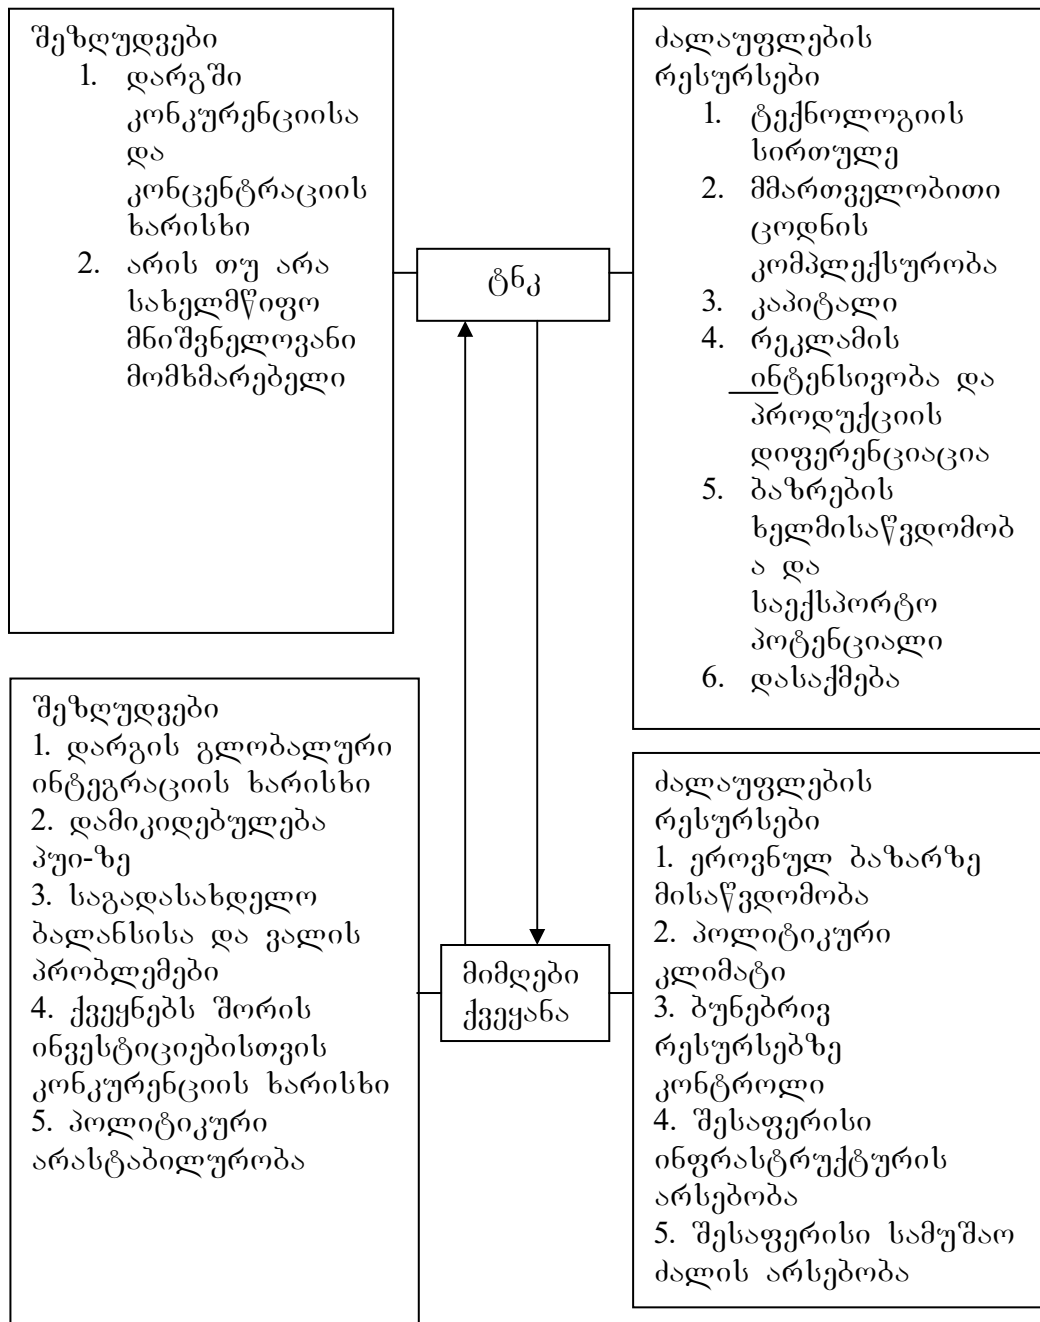 შეზღუდვები
1. დარგში
კონკურენციისა
და
კონცენტრაციის
ხარისხი
2. არის თუ არა
სახელმწიფო
მნიშვნელოვანი
მომხმარებელი
ტნკ
ძალაუფლების
რესურსები
1. ტექნოლოგიის
სირთულე
2. მმართველობითი
ცოდნის
კომპლექსურობა
3. კაპიტალი
4. რეკლამის
ინტენსივობა და
პროდუქციის
დიფერენციაცია
5. ბაზრების
ხელმისაწვდომობ
ა და
საექსპორტო
პოტენციალი
6. დასაქმება
შეზღუდვები
1. დარგის გლობალური
ინტეგრაციის ხარისხი
2. დამიკიდებულება
პუი-ზე
3. საგადასახდელო
ბალანსისა და ვალის
პრობლემები
4. ქვეყნებს შორის
ინვესტიციებისთვის
კონკურენციის ხარისხი
5. პოლიტიკური
არასტაბილურობა
მიმღები
ქვეყანა
ძალაუფლების
რესურსები
1. ეროვნულ ბაზარზე
მისაწვდომობა
2. პოლიტიკური
კლიმატი
3. ბუნებრივ
რესურსებზე
კონტროლი
4. შესაფერისი
ინფრასტრუქტურის
არსებობა
5. შესაფერისი სამუშაო
ძალის არსებობა